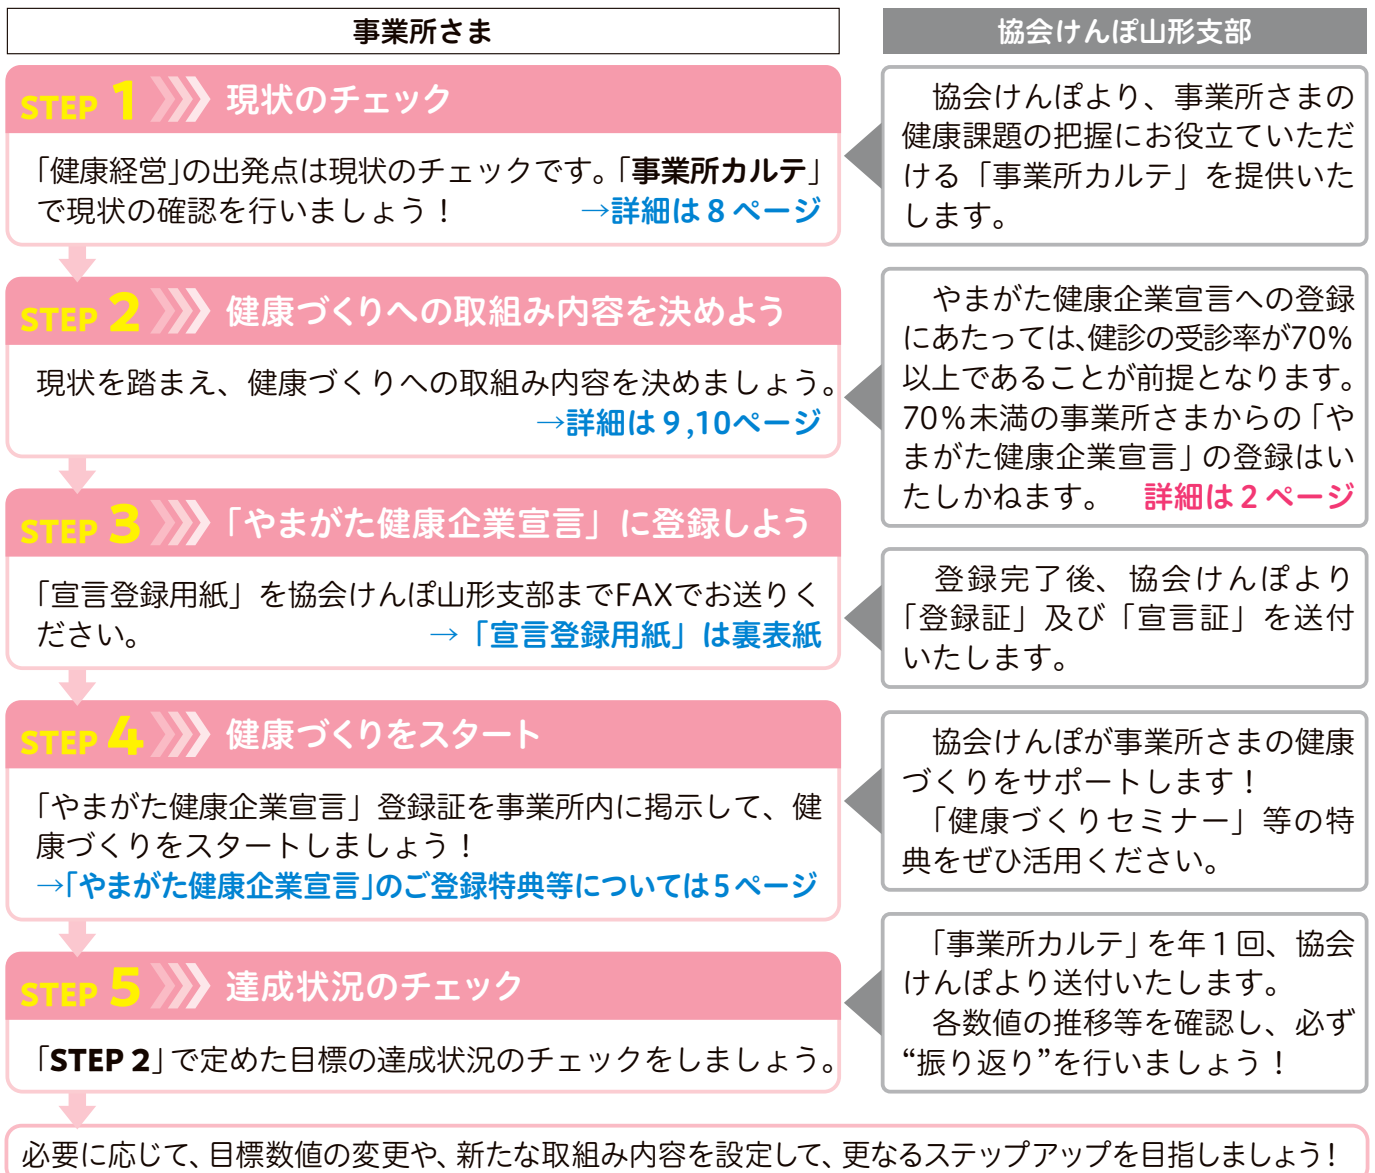 事業所さま
協会けんぽ山形支部
STEP 1 現状のチェック
「健康経営」の出発点は現状のチェックです。「事業所カルテ」
で現状の確認を行いましょう！ →詳細は８ページ
協会けんぽより、事業所さまの
健康課題の把握にお役立ていただ
ける「事業所カルテ」を提供いた
します。
STEP 2 健康づくりへの取組み内容を決めよう
現状を踏まえ、健康づくりへの取組み内容を決めましょう。
→詳細は９,10ページ
やまがた健康企業宣言への登録
にあたっては、健診の受診率が70％
以上であることが前提となります。
70％未満の事業所さまからの「や
まがた健康企業宣言」の登録はい
たしかねます。 詳細は２ページ
STEP 3 「やまがた健康企業宣言」に登録しよう
「宣言登録用紙」を協会けんぽ山形支部までFAXでお送りく
ださい。 →「宣言登録用紙」は裏表紙
登録完了後、協会けんぽより
「登録証」及び「宣言証」を送付
いたします。
STEP 4 健康づくりをスタート
「やまがた健康企業宣言」登録証を事業所内に掲示して、健
康づくりをスタートしましょう！
→「やまがた健康企業宣言」のご登録特典等については5ページ
協会けんぽが事業所さまの健康
づくりをサポートします！
「健康づくりセミナー」等の特
典をぜひ活用ください。
STEP 5 達成状況のチェック
「STEP 2」で定めた目標の達成状況のチェックをしましょう。
「事業所カルテ」を年１回、協会
けんぽより送付いたします。
各数値の推移等を確認し、必ず
“振り返り”を行いましょう！
必要に応じて、目標数値の変更や、新たな取組み内容を設定して、更なるステップアップを目指しましょう！